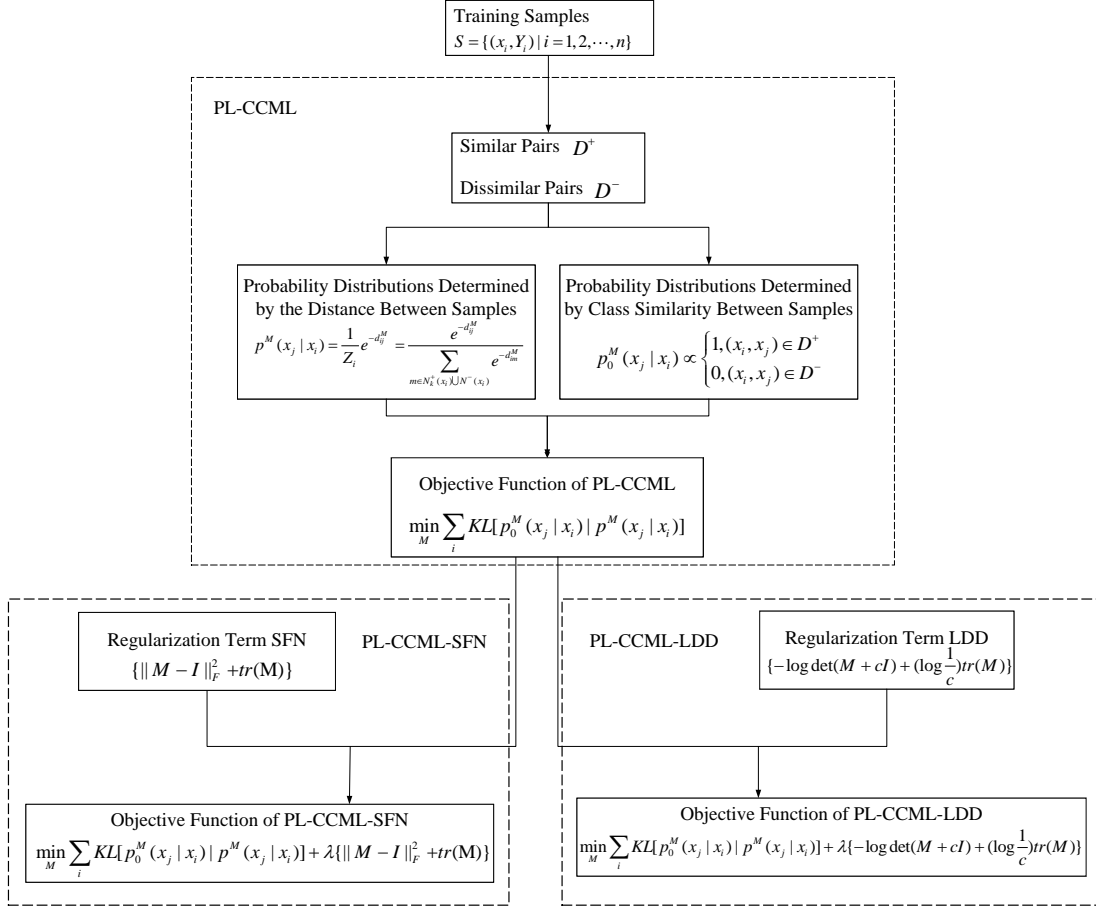 Training Samples
S = {(x_i, Y_i) | i = 1, 2, ⋯, n}
PL-CCML
Similar Pairs D^+
Dissimilar Pairs D^-
Probability Distributions Determined
by the Distance Between Samples
p^M(x_j | x_i) = \frac{1}{Z_i} e^{-d_{ij}^M} = \frac{e^{-d_{ij}^M}}{\sum_{m∈N_k^+(x_i)⋃N^-(x_i)} e^{-d_{im}^M}}
Probability Distributions Determined
by Class Similarity Between Samples
p_0^M(x_j | x_i) ∝ { 1, (x_i, x_j) ∈ D^+
0, (x_i, x_j) ∈ D^-
Objective Function of PL-CCML
\min_M \sum_i KL[p_0^M(x_j | x_i) | p^M(x_j | x_i)]
Regularization Term SFN
{|| M − I ||_F^2 + tr(M)}
PL-CCML-SFN
PL-CCML-LDD
Regularization Term LDD
{−log det(M + cI) + (log \frac{1}{c})tr(M)}
Objective Function of PL-CCML-SFN
\min_M \sum_i KL[p_0^M(x_j | x_i) | p^M(x_j | x_i)] + λ{|| M − I ||_F^2 + tr(M)}
Objective Function of PL-CCML-LDD
\min_M \sum_i KL[p_0^M(x_j | x_i) | p^M(x_j | x_i)] + λ{−log det(M + cI) + (log \frac{1}{c})tr(M)}